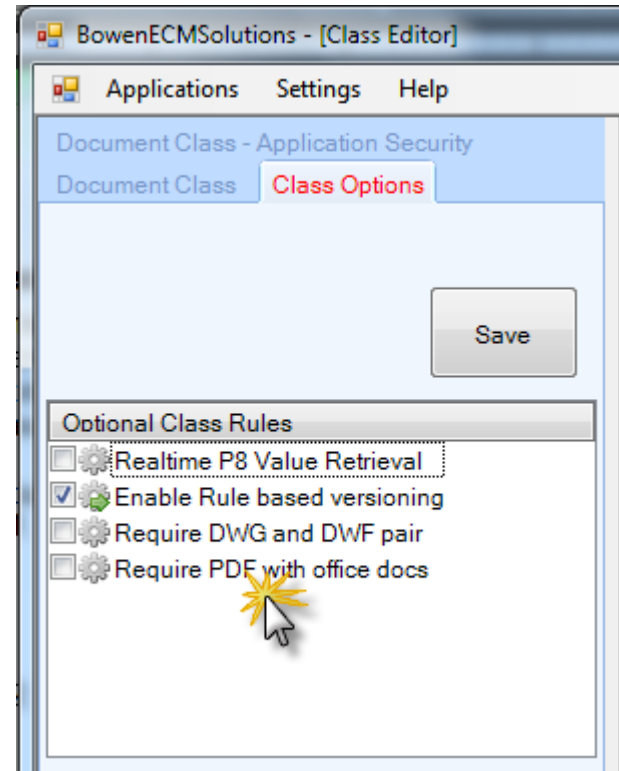 BowenECMSolutions - [Class Editor]
Applications Settings Help
Document Class - Application Security
Document Class Class Options
Save
Optional Class Rules
Realtime P8 Value Retrieval
Enable Rule based versioning
Require DWG and DWF pair
Require PDF with office docs